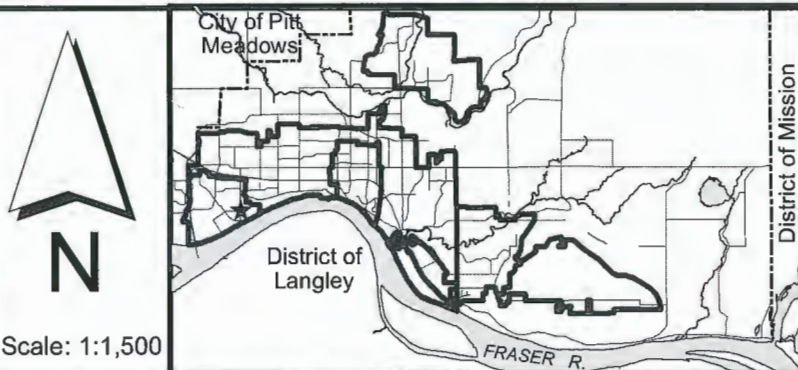 City of Pitt
Meadows
District of Mission
District of
Langley
N
Scale: 1:1,500
FRASER R.